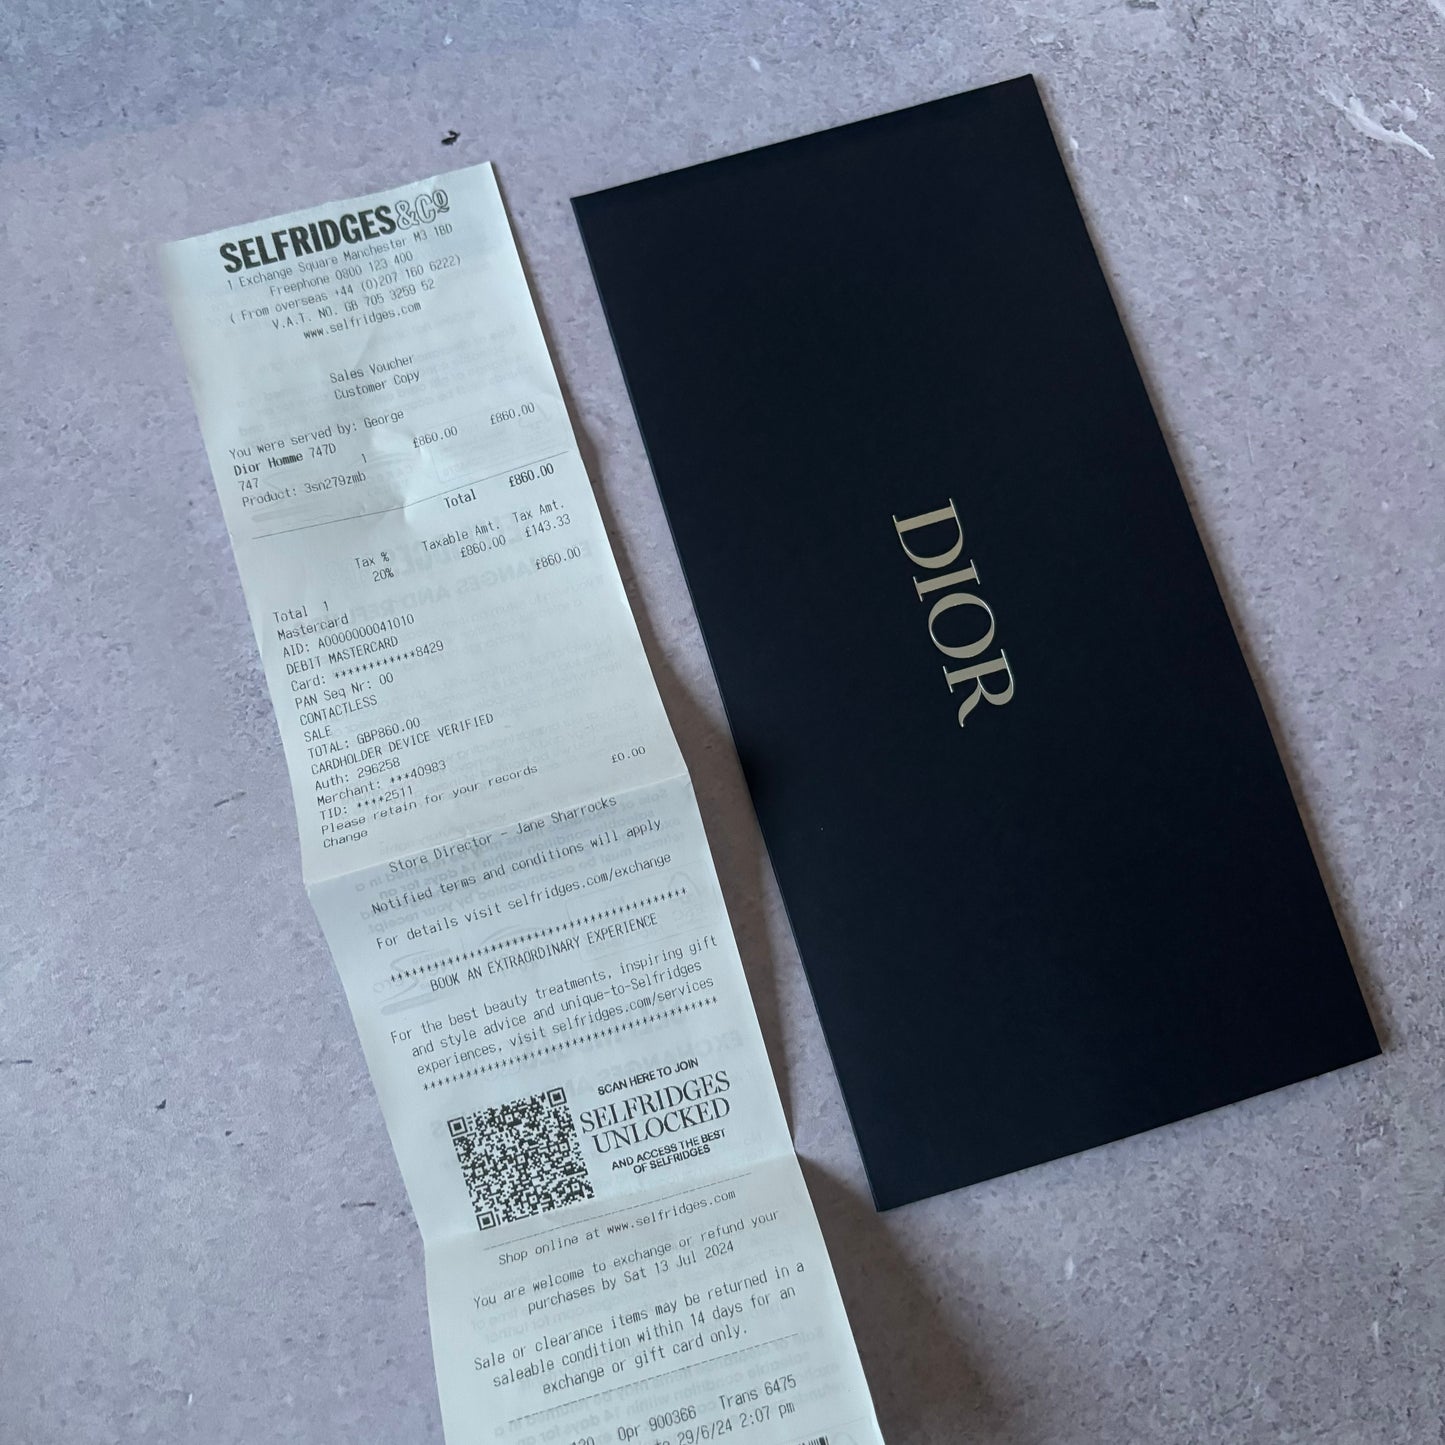 SELFRIDGES&Co
1 Exchange Square Manchester M3 1BD
Freephone 0800 123 400
( From overseas +44 (0)207 160 6222)
V.A.T. NO. GB 705 3259 52
www.selfridges.com
Sales Voucher
Customer Copy
You were served by: George
Dior Homme 747D
747 1 £860.00 £860.00
Product: 3sn279zmb
Total £860.00
Tax % Taxable Amt. Tax Amt.
20% £860.00 £143.33
Total 1 £860.00
Mastercard
AID: A0000000041010
DEBIT MASTERCARD
Card: ************8429
PAN Seq Nr: 00
CONTACTLESS
SALE
TOTAL: GBP860.00
CARDHOLDER DEVICE VERIFIED
Auth: 296258
Merchant: ***40983
TID: ****2511
Please retain for your records
Change £0.00
Store Director - Jane Sharrocks
Notified terms and conditions will apply
For details visit selfridges.com/exchange
****************************************
BOOK AN EXTRAORDINARY EXPERIENCE
For the best beauty treatments, inspiring gift
and style advice and unique-to-Selfridges
experiences, visit selfridges.com/services
****************************************
SCAN HERE TO JOIN
SELFRIDGES
UNLOCKED
AND ACCESS THE BEST
OF SELFRIDGES
Shop online at www.selfridges.com
You are welcome to exchange or refund your
purchases by Sat 13 Jul 2024
Sale or clearance items may be returned in a
saleable condition within 14 days for an
exchange or gift card only.
Opr 900366 Trans 6475
29/6/24 2:07 pm
DIOR